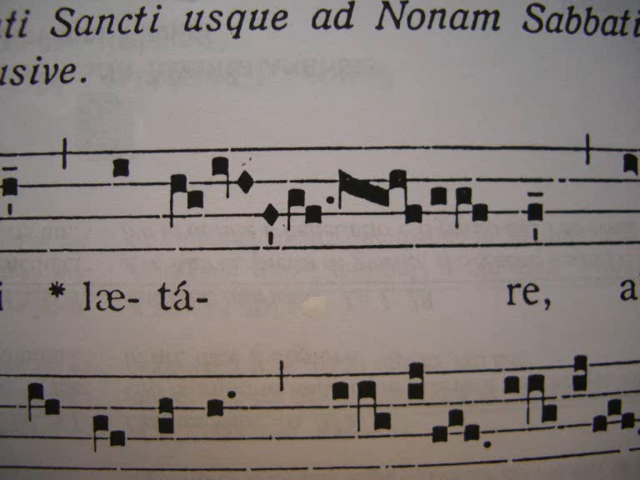 ti Sancti usque ad Nonam Sabbati
usive.
i * læ- tá- re, a